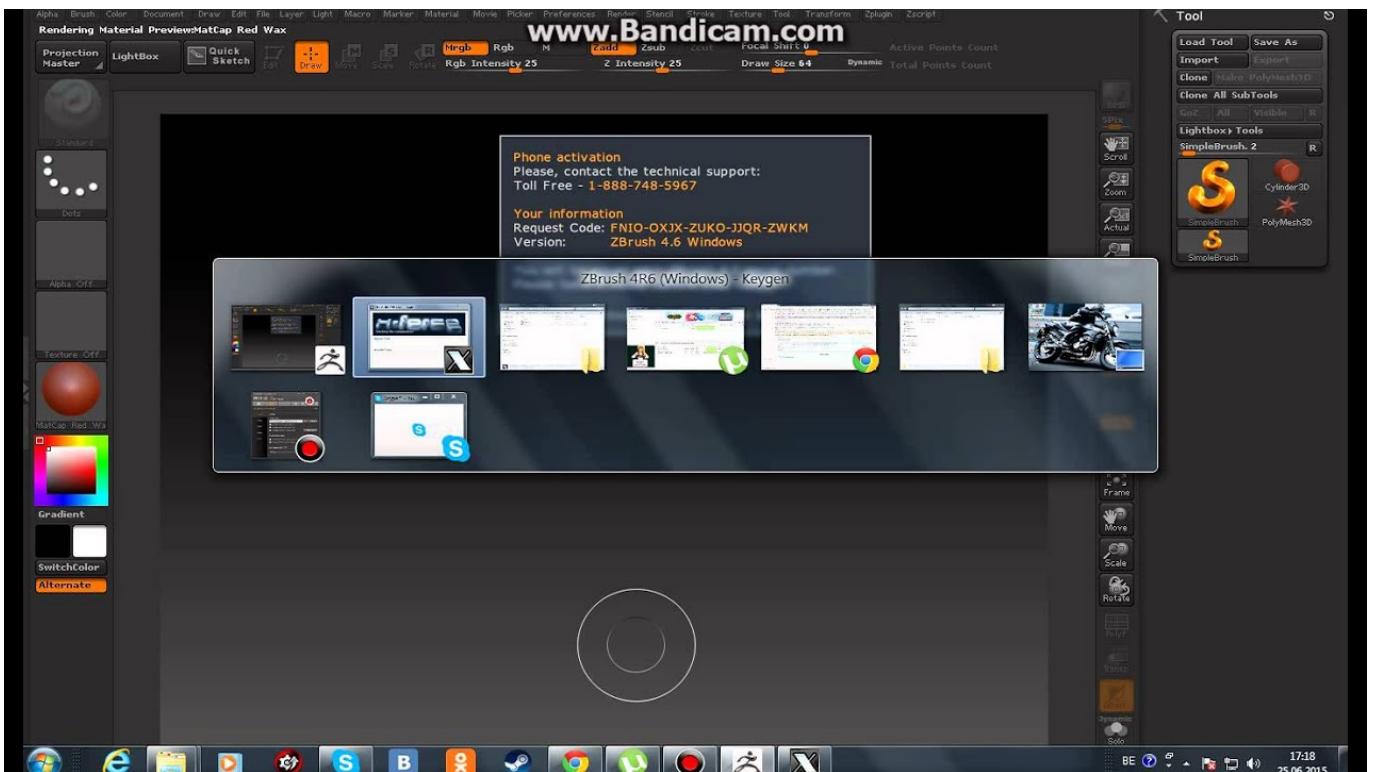 Alpha Brush Color Document Draw Edit File Layer Light Macro Marker Material Movie Picker Preferences Render Stencil Stroke Texture Tool Transform Zplugin Zscript
www.Bandicam.com
Rendering Material Preview:MatCap Red Wax
Projection Master
LightBox
Quick Sketch
Edit
Draw
Move
Scale
Rotate
Mrgb Rgb M
Rgb Intensity 25
Zadd Zsub Zcut
Z Intensity 25
Focal Shift 0
Draw Size 64
Dynamic
Active Points Count
Total Points Count
Standard
Dots
Alpha Off
Texture Off
MatCap Red Wa
Gradient
SwitchColor
Alternate
Phone activation
Please, contact the technical support:
Toll Free - 1-888-748-5967
Your information
Request Code: FNIO-OXJX-ZUKO-JJQR-ZWKM
Version: ZBrush 4.6 Windows
ZBrush 4R6 (Windows) - Keygen
SPix
Scroll
Zoom
Actual
Frame
Move
Scale
Rotate
PolyF
Transp
Dynamic
Solo
Tool
Load Tool Save As
Import Export
Clone Make PolyMesh3D
Clone All SubTools
GoZ All Visible R
Lightbox▸Tools
SimpleBrush. 2 R
SimpleBrush
Cylinder3D
PolyMesh3D
SimpleBrush
BE
17:18
25.06.2015